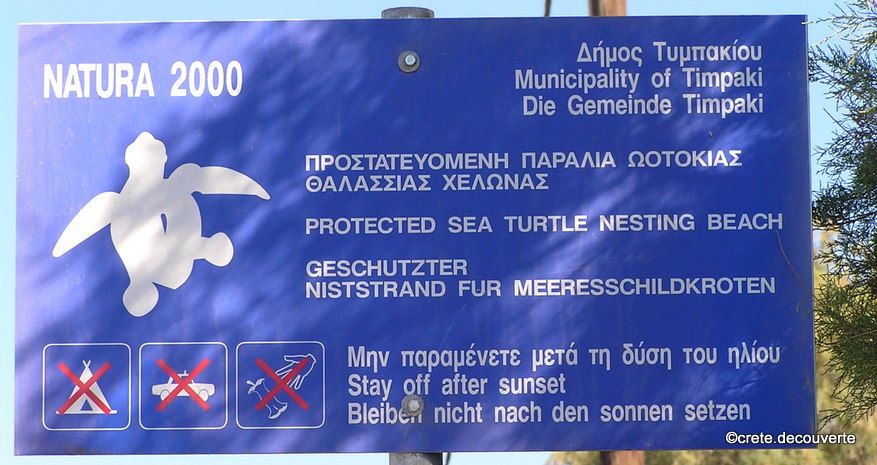 NATURA 2000
Δήμος Τυμπακίου
Municipality of Timpaki
Die Gemeinde Timpaki
ΠΡΟΣΤΑΤΕΥΟΜΕΝΗ ΠΑΡΑΛΙΑ ΩΟΤΟΚΙΑΣ
ΘΑΛΑΣΣΙΑΣ ΧΕΛΩΝΑΣ
PROTECTED SEA TURTLE NESTING BEACH
GESCHUTZTER
NISTSTRAND FUR MEERESSCHILDKROTEN
Μην παραμένετε μετά τη δύση του ηλίου
Stay off after sunset
Bleiben nicht nach den sonnen setzen
©crete.decouverte